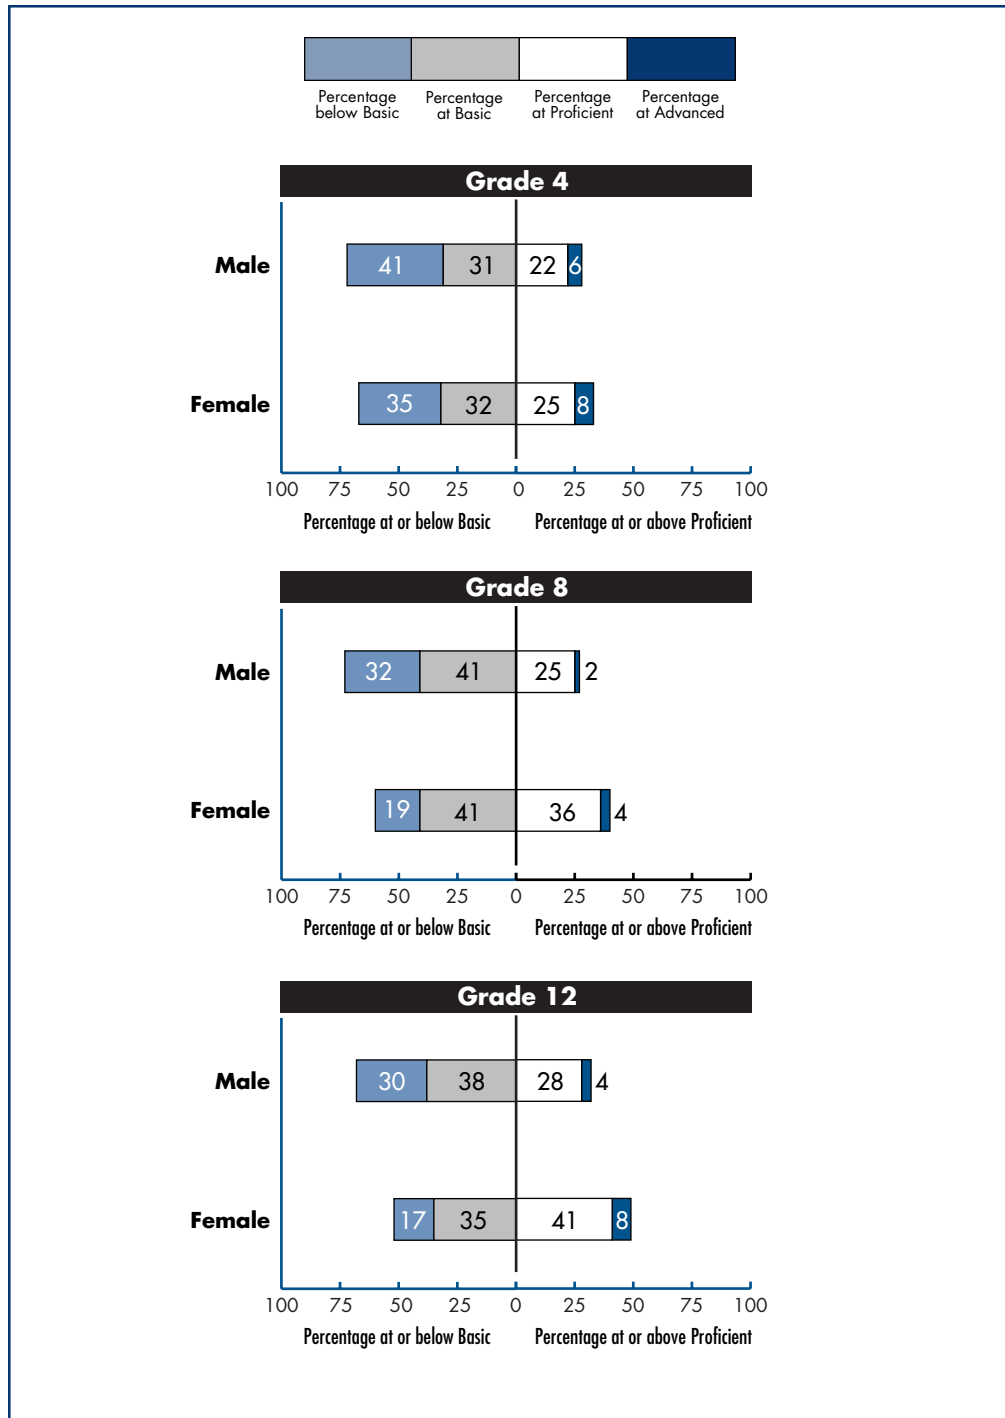 Percentage below Basic
Percentage at Basic
Percentage at Proficient
Percentage at Advanced
Grade 4
Male 41 31 22 6
Female 35 32 25 8
100 75 50 25 0 25 50 75 100
Percentage at or below Basic Percentage at or above Proficient
Grade 8
Male 32 41 25 2
Female 19 41 36 4
100 75 50 25 0 25 50 75 100
Percentage at or below Basic Percentage at or above Proficient
Grade 12
Male 30 38 28 4
Female 17 35 41 8
100 75 50 25 0 25 50 75 100
Percentage at or below Basic Percentage at or above Proficient